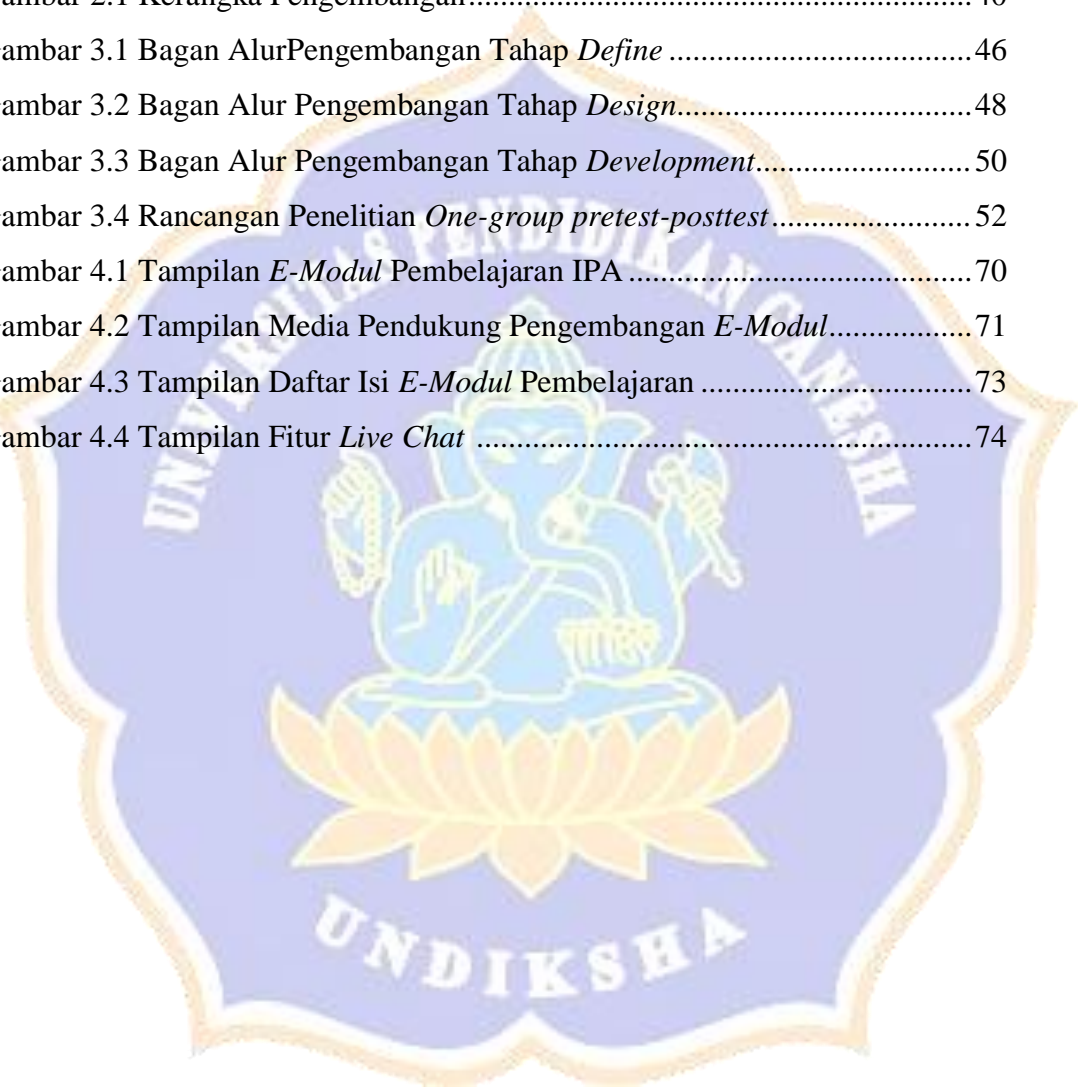 ambar 2.1 Kerangka Pengembangan............................................................... 40
ambar 3.1 Bagan AlurPengembangan Tahap Define ...................................... 46
ambar 3.2 Bagan Alur Pengembangan Tahap Design..................................... 48
ambar 3.3 Bagan Alur Pengembangan Tahap Development........................... 50
ambar 3.4 Rancangan Penelitian One-group pretest-posttest......................... 52
ambar 4.1 Tampilan E-Modul Pembelajaran IPA ........................................... 70
ambar 4.2 Tampilan Media Pendukung Pengembangan E-Modul.................. 71
ambar 4.3 Tampilan Daftar Isi E-Modul Pembelajaran .................................. 73
ambar 4.4 Tampilan Fitur Live Chat .............................................................. 74
UNIVERSITAS PENDIDIKAN GANESHA
UNDIKSHA